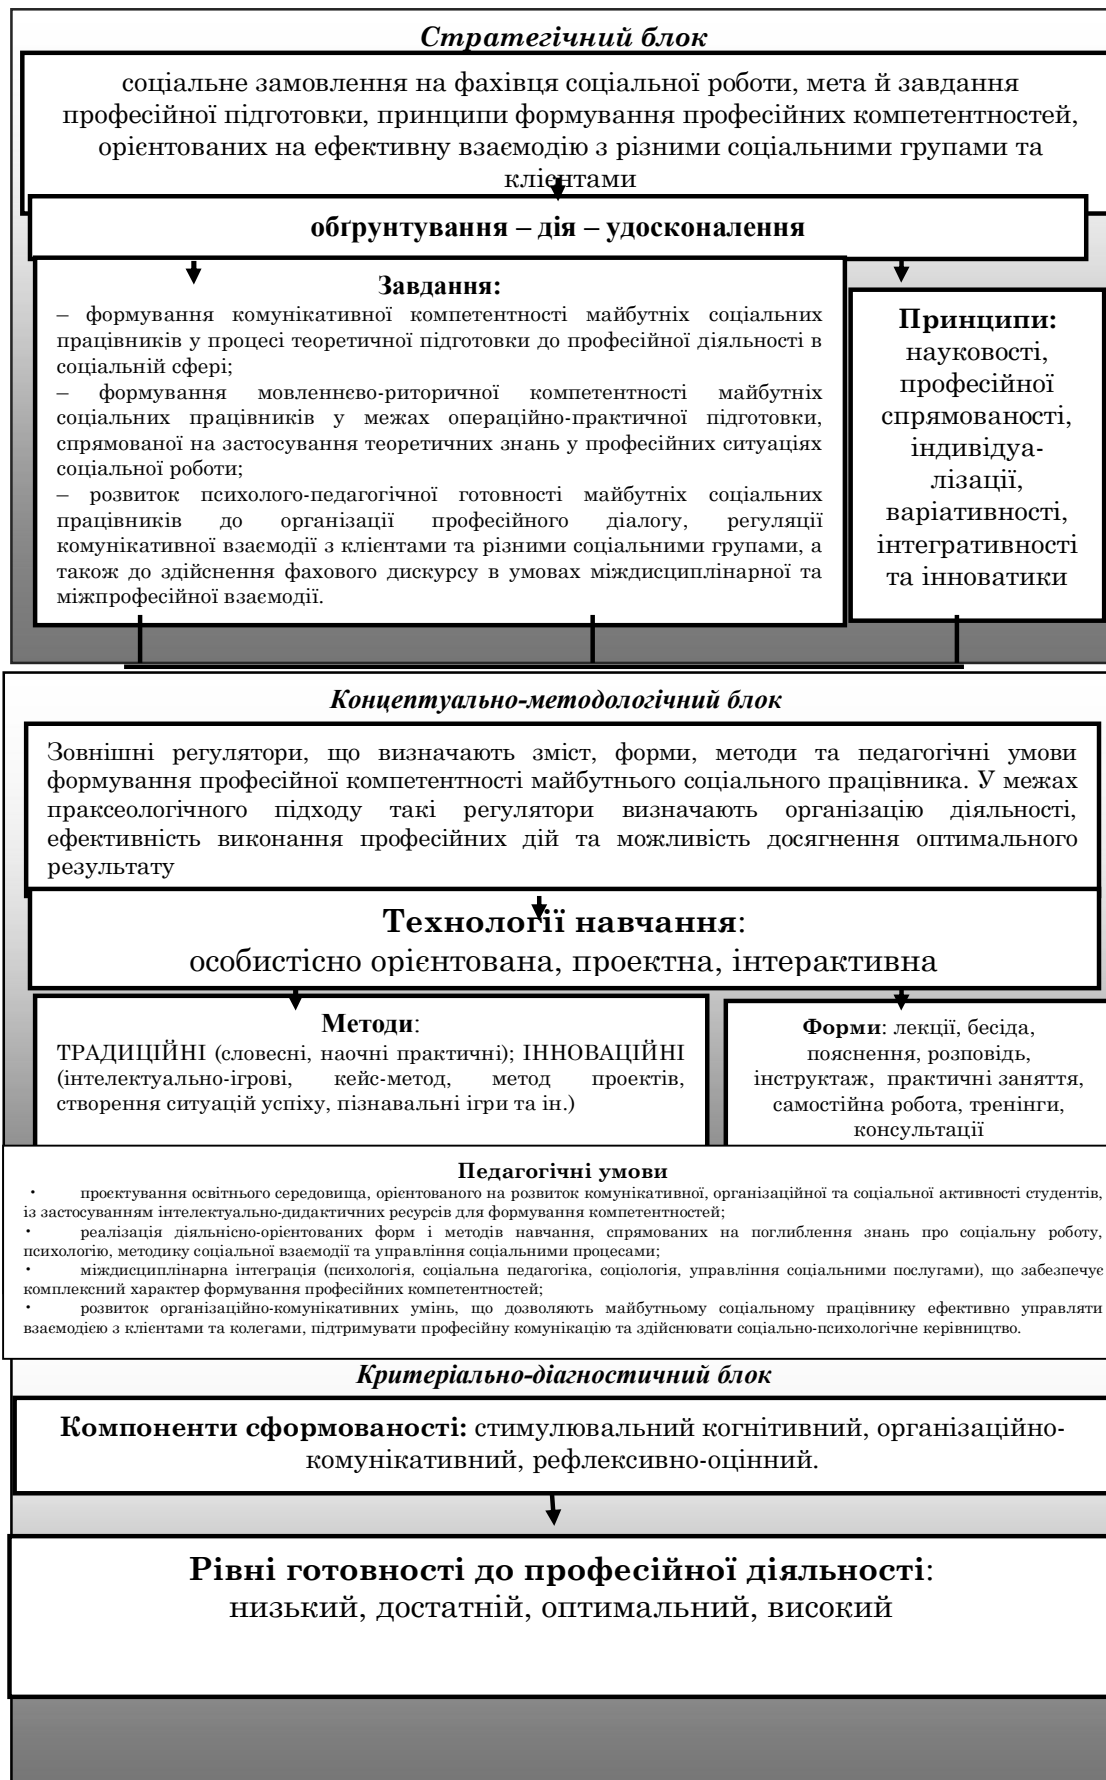 Стратегічний блок
соціальне замовлення на фахівця соціальної роботи, мета й завдання
професійної підготовки, принципи формування професійних компетентностей,
орієнтованих на ефективну взаємодію з різними соціальними групами та
клієнтами
обґрунтування – дія – удосконалення
Завдання:
– формування комунікативної компетентності майбутніх соціальних
працівників у процесі теоретичної підготовки до професійної діяльності в
соціальній сфері;
– формування мовленнєво-риторичної компетентності майбутніх
соціальних працівників у межах операційно-практичної підготовки,
спрямованої на застосування теоретичних знань у професійних ситуаціях
соціальної роботи;
– розвиток психолого-педагогічної готовності майбутніх соціальних
працівників до організації професійного діалогу, регуляції
комунікативної взаємодії з клієнтами та різними соціальними групами, а
також до здійснення фахового дискурсу в умовах міждисциплінарної та
міжпрофесійної взаємодії.
Принципи:
науковості,
професійної
спрямованості,
індивідуа-
лізації,
варіативності,
інтегративності
та інноватики
Концептуально-методологічний блок
Зовнішні регулятори, що визначають зміст, форми, методи та педагогічні умови
формування професійної компетентності майбутнього соціального працівника. У межах
праксеологічного підходу такі регулятори визначають організацію діяльності,
ефективність виконання професійних дій та можливість досягнення оптимального
результату
Технології навчання:
особистісно орієнтована, проектна, інтерактивна
Методи:
ТРАДИЦІЙНІ (словесні, наочні практичні); ІННОВАЦІЙНІ
(інтелектуально-ігрові, кейс-метод, метод проектів,
створення ситуацій успіху, пізнавальні ігри та ін.)
Форми: лекції, бесіда,
пояснення, розповідь,
інструктаж, практичні заняття,
самостійна робота, тренінги,
консультації
Педагогічні умови
• проєктування освітнього середовища, орієнтованого на розвиток комунікативної, організаційної та соціальної активності студентів,
із застосуванням інтелектуально-дидактичних ресурсів для формування компетентностей;
• реалізація діяльнісно-орієнтованих форм і методів навчання, спрямованих на поглиблення знань про соціальну роботу,
психологію, методику соціальної взаємодії та управління соціальними процесами;
• міждисциплінарна інтеграція (психологія, соціальна педагогіка, соціологія, управління соціальними послугами), що забезпечує
комплексний характер формування професійних компетентностей;
• розвиток організаційно-комунікативних умінь, що дозволяють майбутньому соціальному працівнику ефективно управляти
взаємодією з клієнтами та колегами, підтримувати професійну комунікацію та здійснювати соціально-психологічне керівництво.
Критеріально-діагностичний блок
Компоненти сформованості: стимулювальний когнітивний, організаційно-
комунікативний, рефлексивно-оцінний.
Рівні готовності до професійної діяльності:
низький, достатній, оптимальний, високий